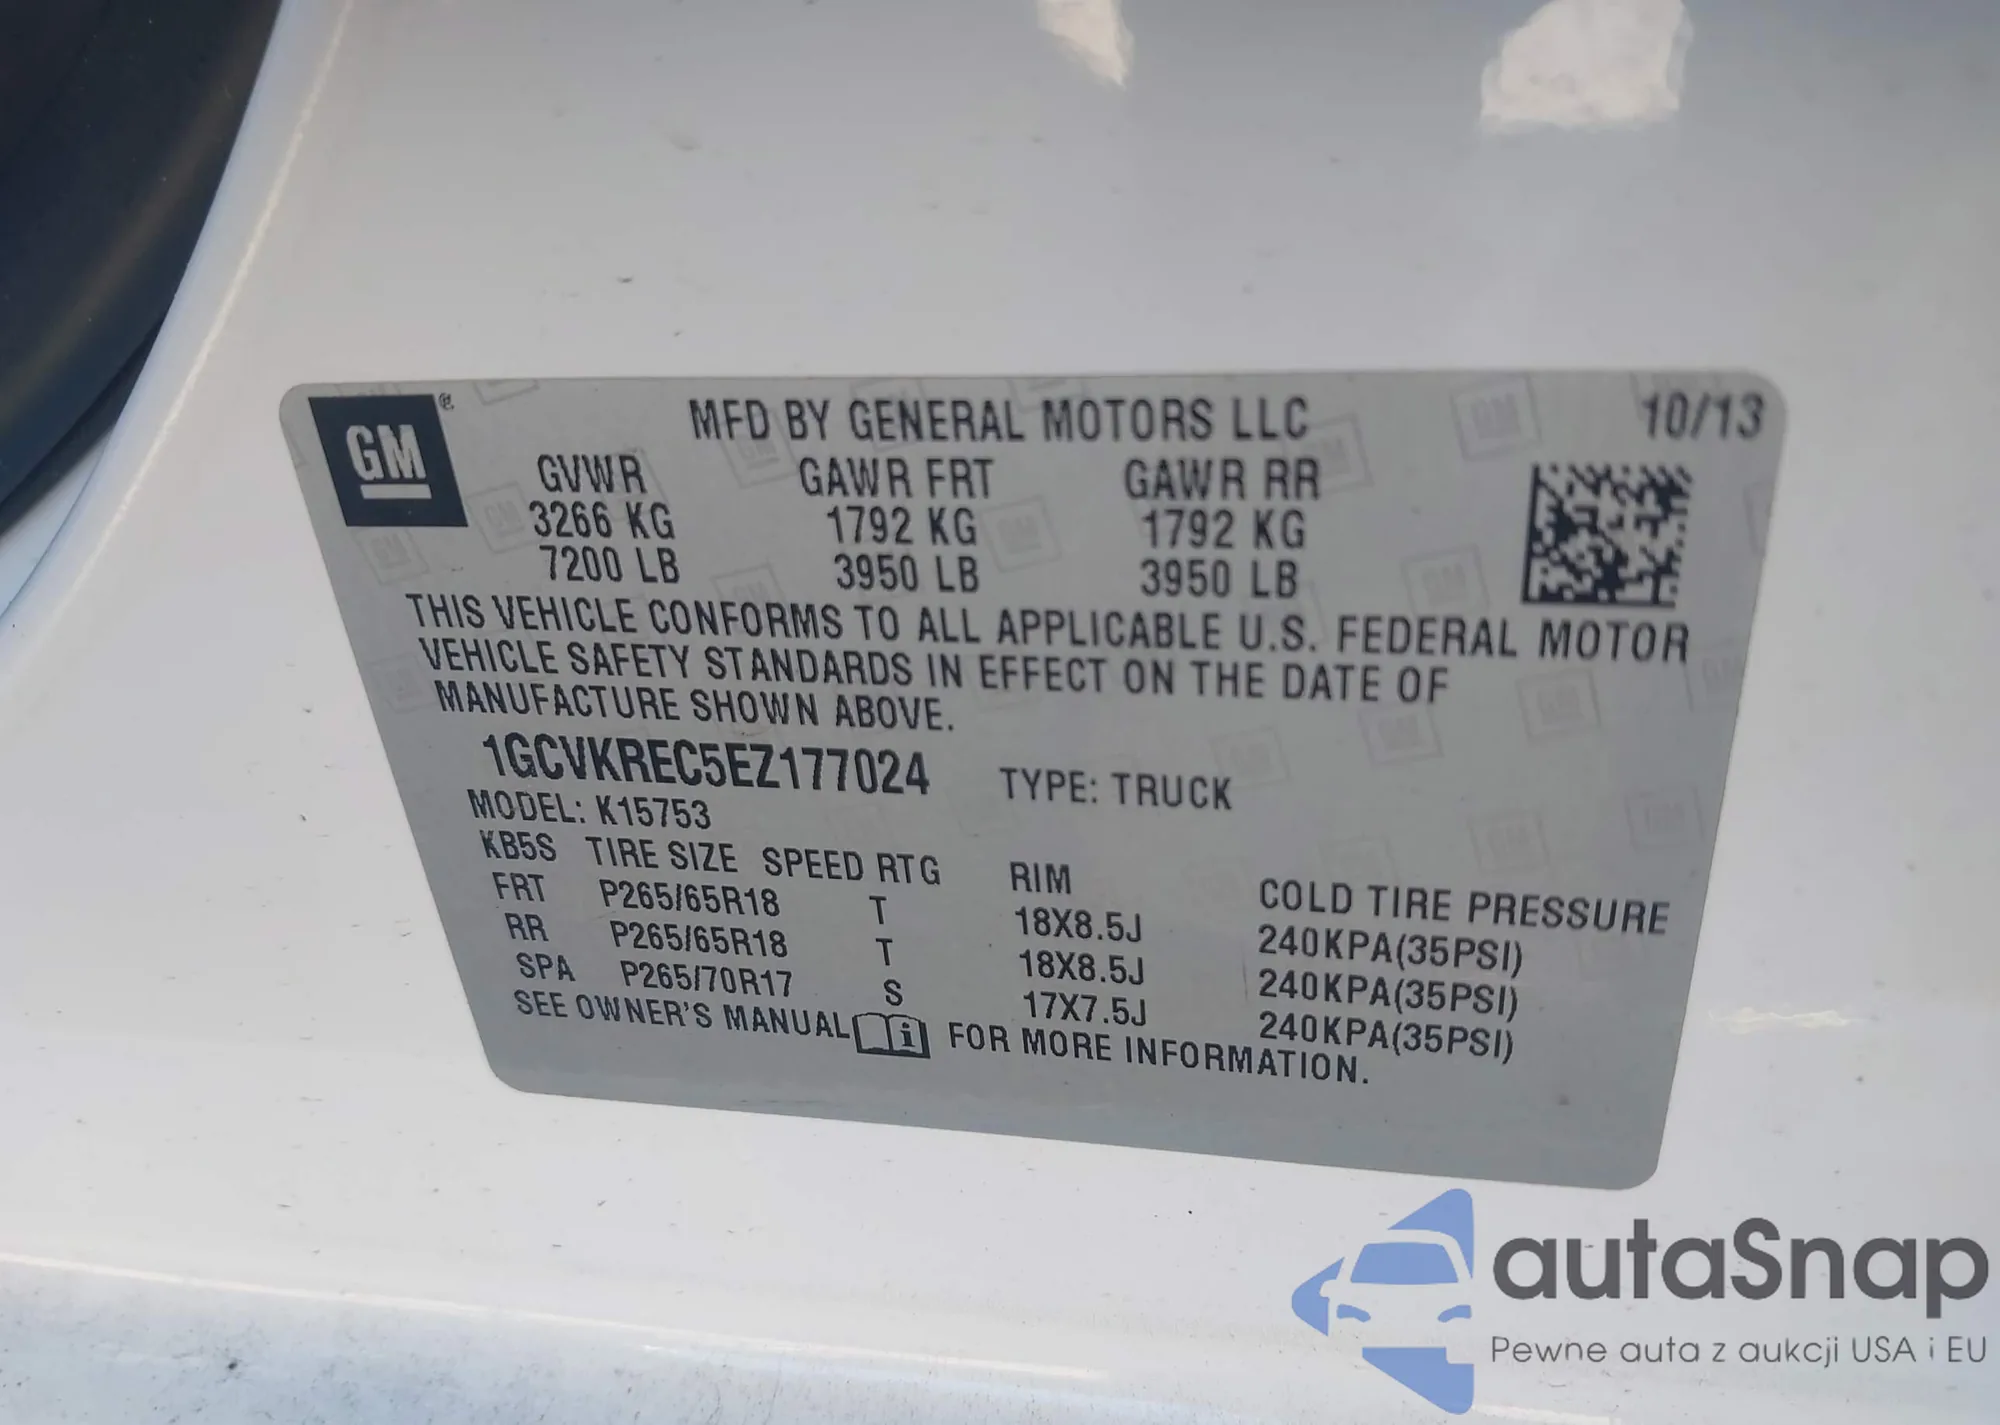 GM
MFD BY GENERAL MOTORS LLC 10/13
GVWR GAWR FRT GAWR RR
3266 KG 1792 KG 1792 KG
7200 LB 3950 LB 3950 LB
THIS VEHICLE CONFORMS TO ALL APPLICABLE U.S. FEDERAL MOTOR
VEHICLE SAFETY STANDARDS IN EFFECT ON THE DATE OF
MANUFACTURE SHOWN ABOVE.
1GCVKREC5EZ177024 TYPE: TRUCK
MODEL: K15753
KB5S TIRE SIZE SPEED RTG RIM COLD TIRE PRESSURE
FRT P265/65R18 T 18X8.5J 240KPA(35PSI)
RR P265/65R18 T 18X8.5J 240KPA(35PSI)
SPA P265/70R17 S 17X7.5J 240KPA(35PSI)
SEE OWNER'S MANUAL FOR MORE INFORMATION.
autaSnap
Pewne auta z aukcji USA i EU